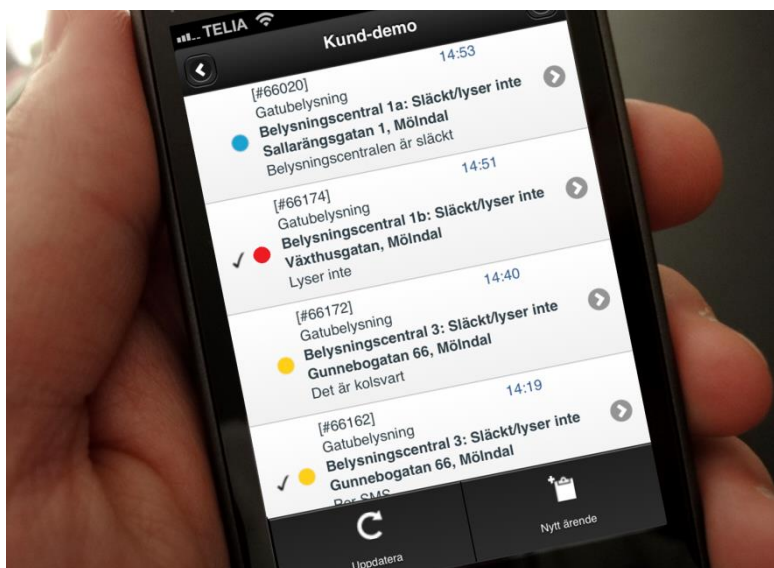 TELIA
Kund-demo
[#66020]
14:53
Gatubelysning
Belysningscentral 1a: Släckt/lyser inte
Sallarängsgatan 1, Mölndal
Belysningscentralen är släckt
[#66174]
14:51
Gatubelysning
Belysningscentral 1b: Släckt/lyser inte
Växthusgatan, Mölndal
Lyser inte
[#66172]
14:40
Gatubelysning
Belysningscentral 3: Släckt/lyser inte
Gunnebogatan 66, Mölndal
Det är kolsvart
[#66162]
14:19
Gatubelysning
Belysningscentral 3: Släckt/lyser inte
Gunnebogatan 66, Mölndal
Per SMS
Uppdatera
Nytt ärende